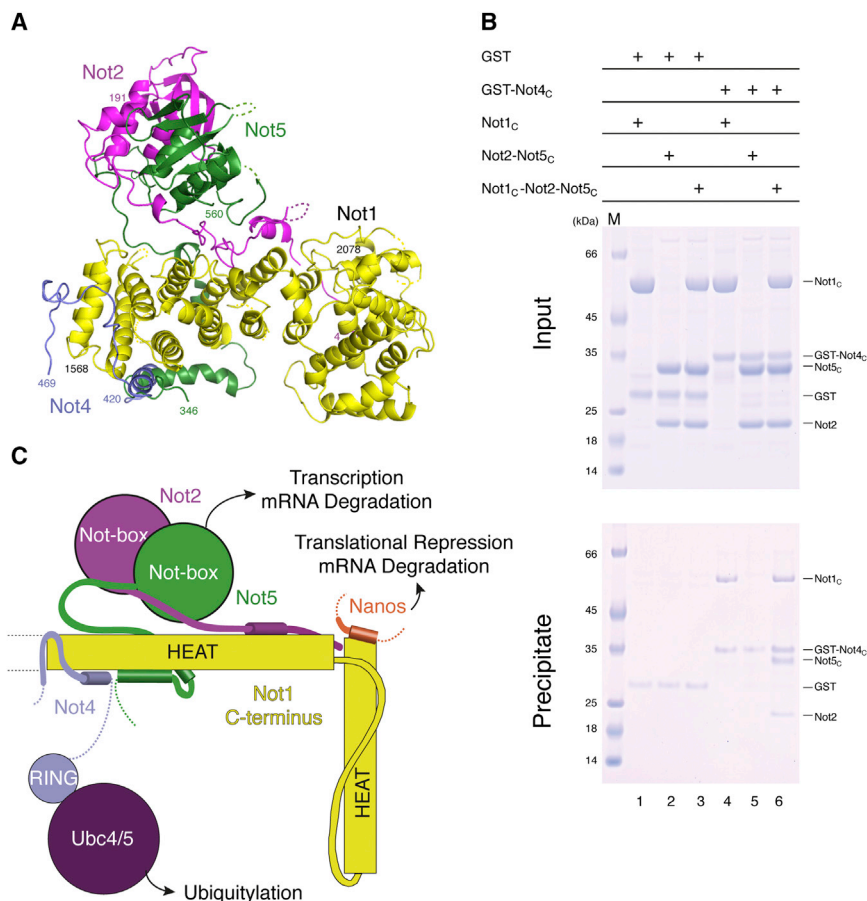 A
Not2
191
Not5
560
Not1
2078
4
1568
469
Not4
420
346
B
GST + + +
GST-Not4C + + +
Not1C + +
Not2-Not5C + +
Not1C-Not2-Not5C + +
(kDa) M
Input
66
45
35
25
18
14
Not1C
GST-Not4C
Not5C
GST
Not2
Precipitate
66
45
35
25
18
14
Not1C
GST-Not4C
Not5C
GST
Not2
1 2 3 4 5 6
C
Not2
Not-box
Not-box
Not5
Transcription
mRNA Degradation
Translational Repression
mRNA Degradation
Nanos
HEAT
Not4
Not1
C-terminus
HEAT
RING
Ubc4/5
Ubiquitylation